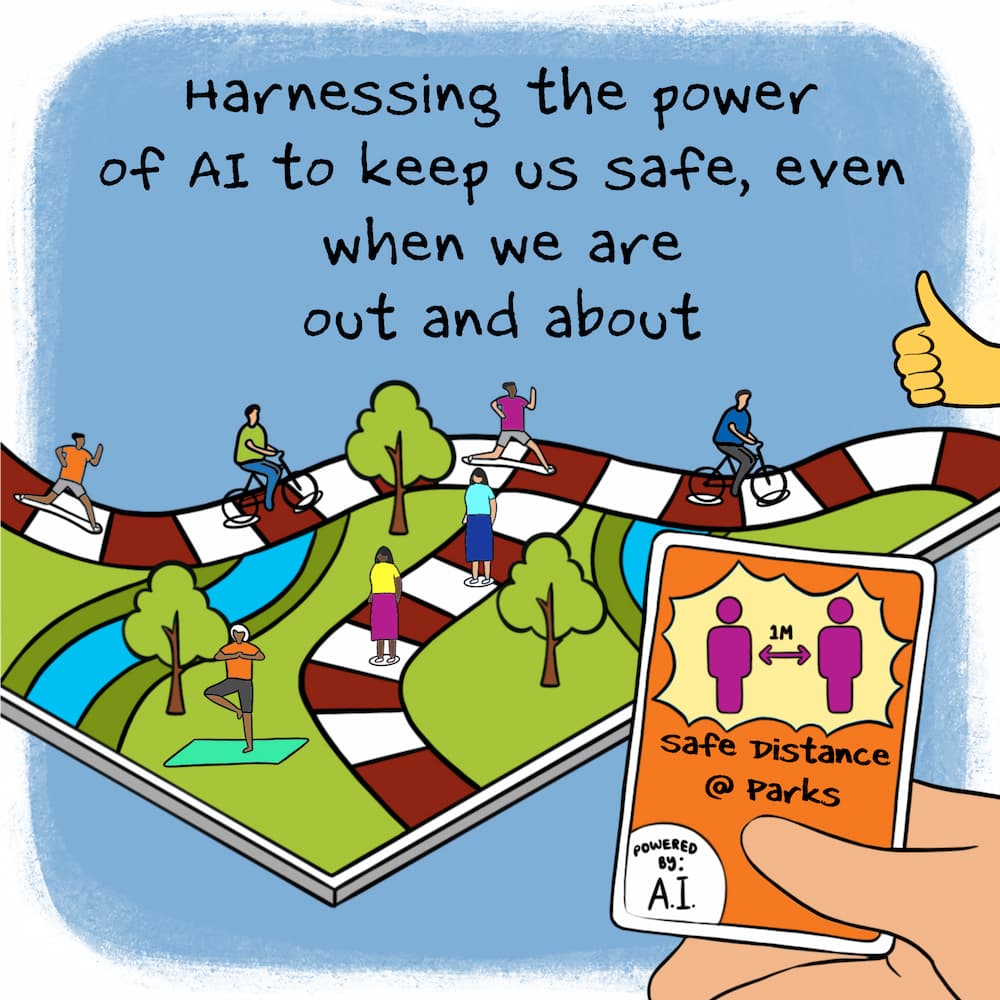 Harnessing the power
of AI to keep us safe, even
when we are
out and about
1M
Safe Distance
@ Parks
POWERED
BY:
A.I.